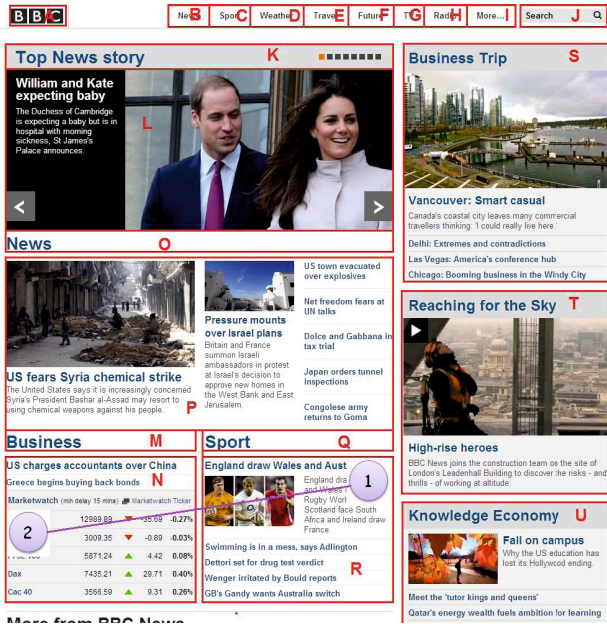 BBC A
News B
Sport C
Weather D
Travel E
Future F
TV G
Radio H
More... I
Search J
Top News story K
William and Kate
expecting baby
The Duchess of Cambridge
is expecting a baby but is in
hospital with morning
sickness, St James's
Palace announces.
L
< >
News O
US fears Syria chemical strike
The United States says it is increasingly concerned
Syria's President Bashar al-Assad may resort to
using chemical weapons against his people.
P
Pressure mounts
over Israel plans
Britain and France
summon Israeli
ambassadors in protest
at Israel's decision to
approve new homes in
the West Bank and East
Jerusalem.
US town evacuated
over explosives
Net freedom fears at
UN talks
Dolce and Gabbana in
tax trial
Japan orders tunnel
inspections
Congolese army
returns to Goma
Business M
US charges accountants over China
Greece begins buying back bonds
N
Marketwatch (min delay 15 mins) Marketwatch Ticker
12989.89 -35.69 -0.27%
3009.35 -0.89 -0.03%
5871.24 4.42 0.08%
Dax 7435.21 29.71 0.40%
Cac 40 3566.59 9.31 0.26%
2
Sport Q
England draw Wales and Aust
1
England dra
and Wales i
Rugby Worl
Scotland face South
Africa and Ireland draw
France.
Swimming is in a mess, says Adlington
Dettori set for drug test verdict
Wenger irritated by Bould reports
GB's Gandy wants Australia switch
R
Business Trip S
Vancouver: Smart casual
Canada's coastal city leaves many commercial
travellers thinking: 'I could really live here.'
Delhi: Extremes and contradictions
Las Vegas: America's conference hub
Chicago: Booming business in the Windy City
Reaching for the Sky T
High-rise heroes
BBC News joins the construction team on the site of
London's Leadenhall Building to discover the risks - and
thrills - of working at altitude.
Knowledge Economy U
Fall on campus
Why the US education has
lost its Hollywood ending.
Meet the 'tutor kings and queens'
Qatar's energy wealth fuels ambition for learning
More from BBC News